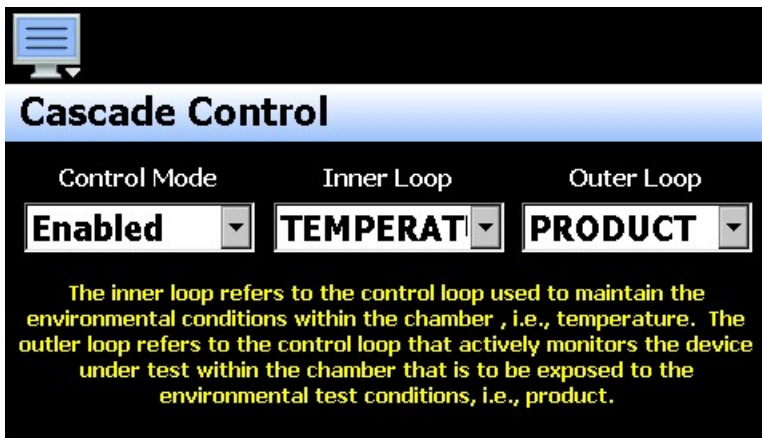 Cascade Control
Control Mode Inner Loop Outer Loop
Enabled TEMPERAT PRODUCT
The inner loop refers to the control loop used to maintain the
environmental conditions within the chamber , i.e., temperature. The
outler loop refers to the control loop that actively monitors the device
under test within the chamber that is to be exposed to the
environmental test conditions, i.e., product.